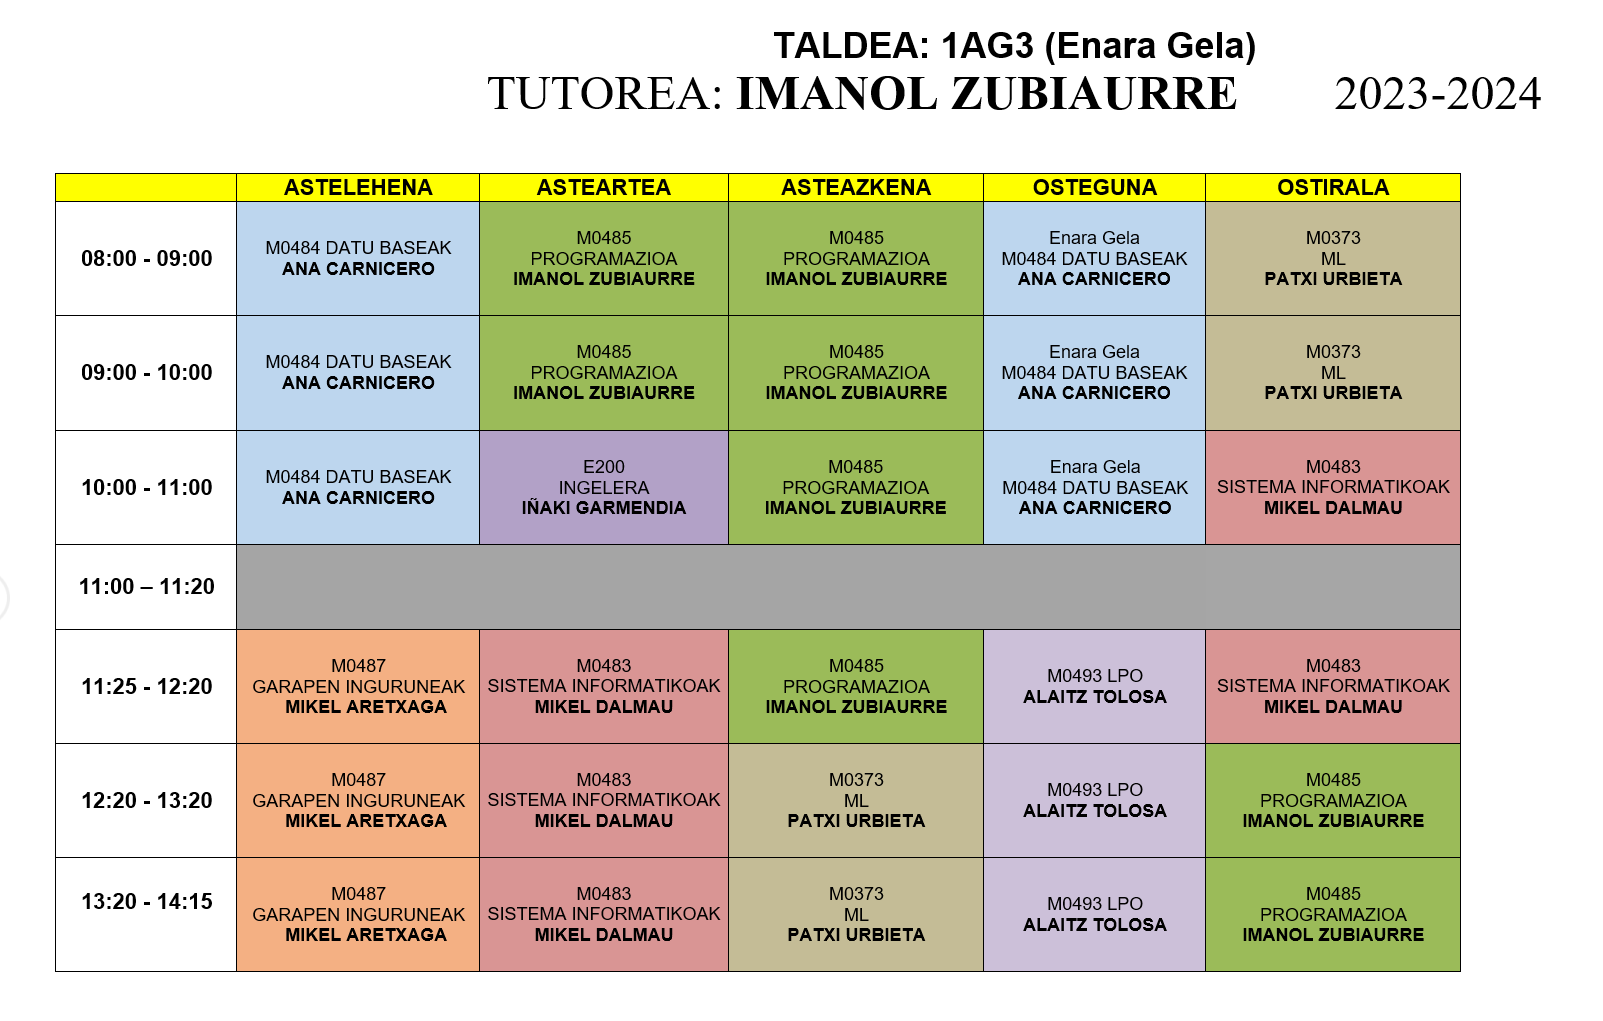 TALDEA: 1AG3 (Enara Gela)
TUTOREA: IMANOL ZUBIAURRE 2023-2024
ASTELEHENA ASTEARTEA ASTEAZKENA OSTEGUNA OSTIRALA
08:00 - 09:00
M0484 DATU BASEAK
ANA CARNICERO
M0485
PROGRAMAZIOA
IMANOL ZUBIAURRE
M0485
PROGRAMAZIOA
IMANOL ZUBIAURRE
Enara Gela
M0484 DATU BASEAK
ANA CARNICERO
M0373
ML
PATXI URBIETA
09:00 - 10:00
M0484 DATU BASEAK
ANA CARNICERO
M0485
PROGRAMAZIOA
IMANOL ZUBIAURRE
M0485
PROGRAMAZIOA
IMANOL ZUBIAURRE
Enara Gela
M0484 DATU BASEAK
ANA CARNICERO
M0373
ML
PATXI URBIETA
10:00 - 11:00
M0484 DATU BASEAK
ANA CARNICERO
E200
INGELERA
IÑAKI GARMENDIA
M0485
PROGRAMAZIOA
IMANOL ZUBIAURRE
Enara Gela
M0484 DATU BASEAK
ANA CARNICERO
M0483
SISTEMA INFORMATIKOAK
MIKEL DALMAU
11:00 – 11:20
11:25 - 12:20
M0487
GARAPEN INGURUNEAK
MIKEL ARETXAGA
M0483
SISTEMA INFORMATIKOAK
MIKEL DALMAU
M0485
PROGRAMAZIOA
IMANOL ZUBIAURRE
M0493 LPO
ALAITZ TOLOSA
M0483
SISTEMA INFORMATIKOAK
MIKEL DALMAU
12:20 - 13:20
M0487
GARAPEN INGURUNEAK
MIKEL ARETXAGA
M0483
SISTEMA INFORMATIKOAK
MIKEL DALMAU
M0373
ML
PATXI URBIETA
M0493 LPO
ALAITZ TOLOSA
M0485
PROGRAMAZIOA
IMANOL ZUBIAURRE
13:20 - 14:15
M0487
GARAPEN INGURUNEAK
MIKEL ARETXAGA
M0483
SISTEMA INFORMATIKOAK
MIKEL DALMAU
M0373
ML
PATXI URBIETA
M0493 LPO
ALAITZ TOLOSA
M0485
PROGRAMAZIOA
IMANOL ZUBIAURRE